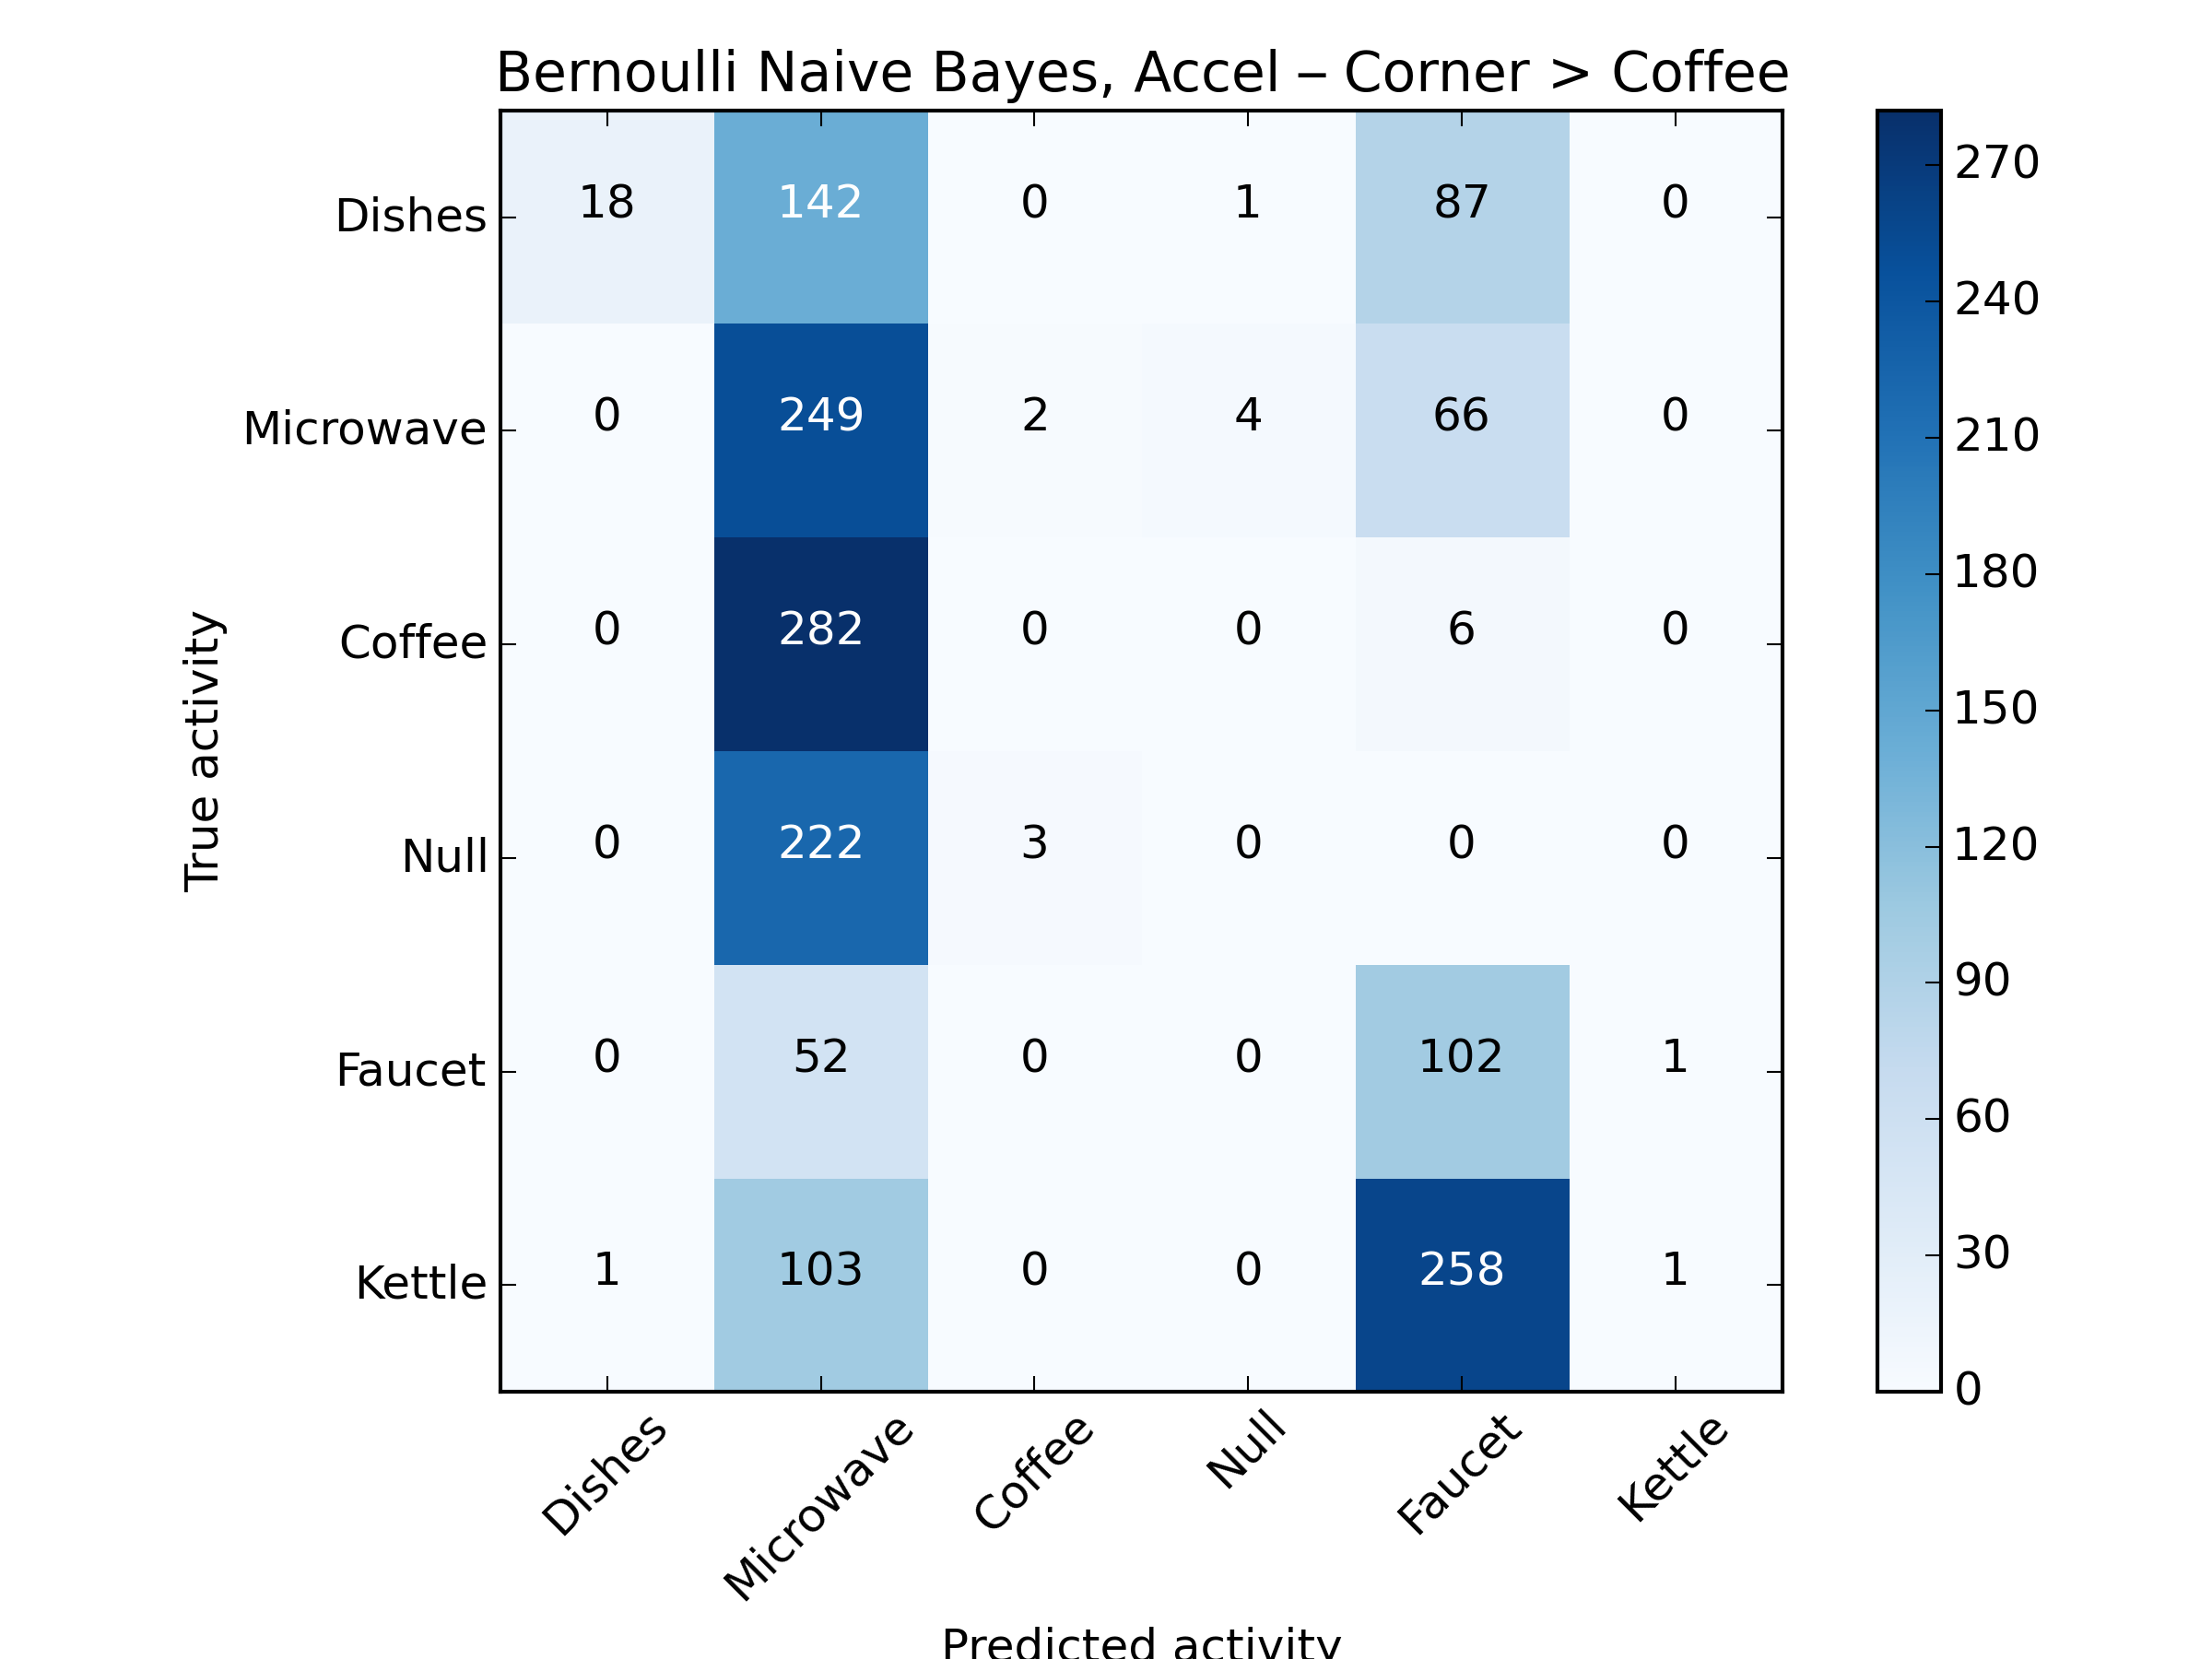 Bernoulli Naive Bayes, Accel – Corner > Coffee
Dishes 18 142 0 1 87 0
Microwave 0 249 2 4 66 0
Coffee 0 282 0 0 6 0
Null 0 222 3 0 0 0
Faucet 0 52 0 0 102 1
Kettle 1 103 0 0 258 1
True activity
Dishes Microwave Coffee Null Faucet Kettle
Predicted activity
270
240
210
180
150
120
90
60
30
0